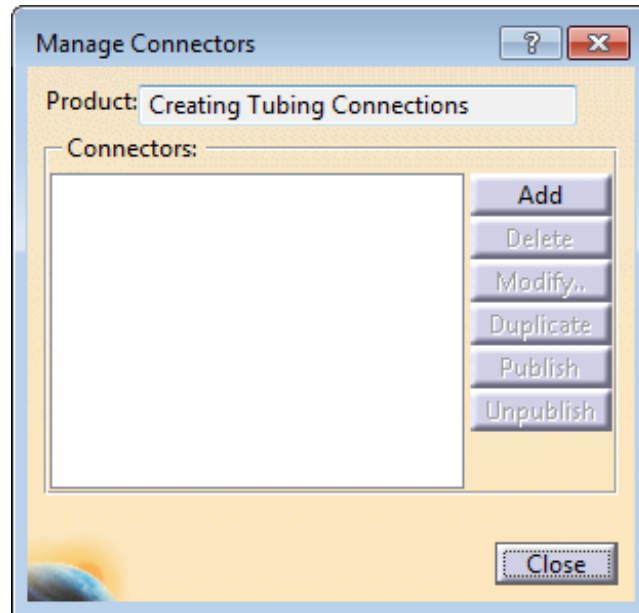 Manage Connectors
?
Product: Creating Tubing Connections
Connectors:
Add
Delete
Modify..
Duplicate
Publish
Unpublish
Close